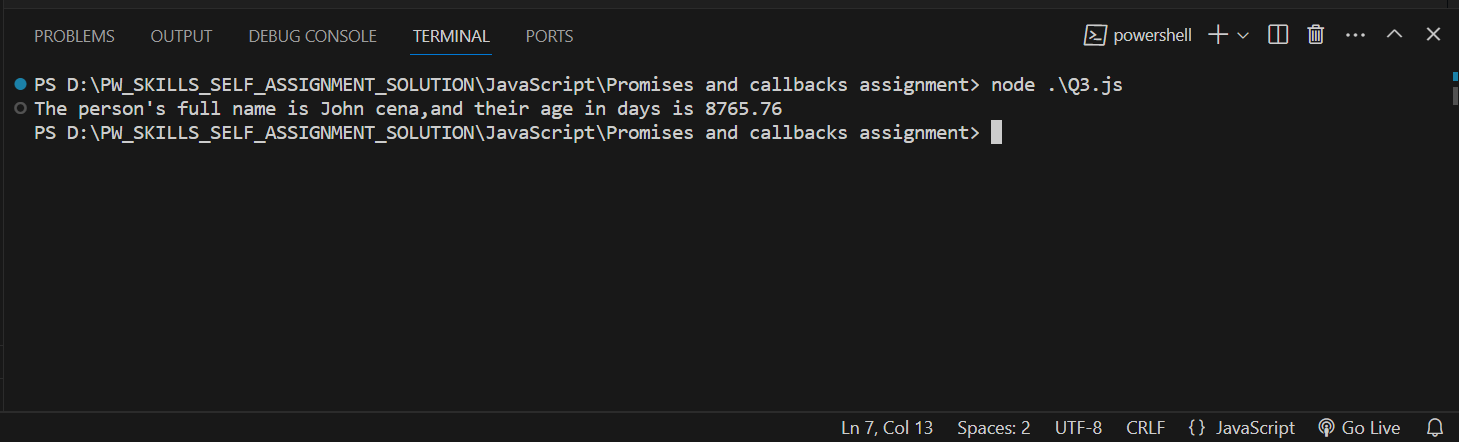 PROBLEMS OUTPUT DEBUG CONSOLE TERMINAL PORTS powershell
PS D:\PW_SKILLS_SELF_ASSIGNMENT_SOLUTION\JavaScript\Promises and callbacks assignment> node .\Q3.js
The person's full name is John cena,and their age in days is 8765.76
PS D:\PW_SKILLS_SELF_ASSIGNMENT_SOLUTION\JavaScript\Promises and callbacks assignment>
Ln 7, Col 13 Spaces: 2 UTF-8 CRLF {} JavaScript Go Live